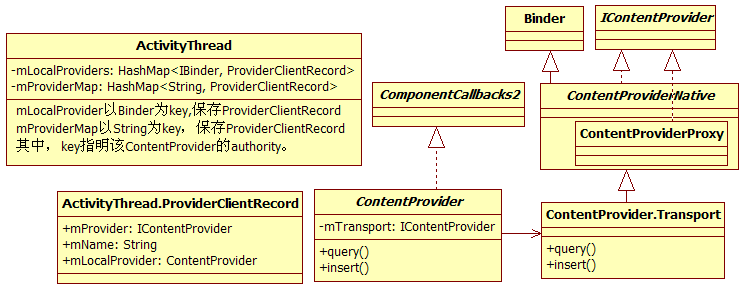 ActivityThread
-mLocalProviders: HashMap<IBinder, ProviderClientRecord>
-mProviderMap: HashMap<String, ProviderClientRecord>
mLocalProvider以Binder为key,保存ProviderClientRecord
mProviderMap以String为key，保存ProviderClientRecord
其中，key指明该ContentProvider的authority。
Binder
IContentProvider
ComponentCallbacks2
ContentProviderNative
ContentProviderProxy
ActivityThread.ProviderClientRecord
+mProvider: IContentProvider
+mName: String
+mLocalProvider: ContentProvider
ContentProvider
-mTransport: IContentProvider
+query()
+insert()
ContentProvider.Transport
+query()
+insert()